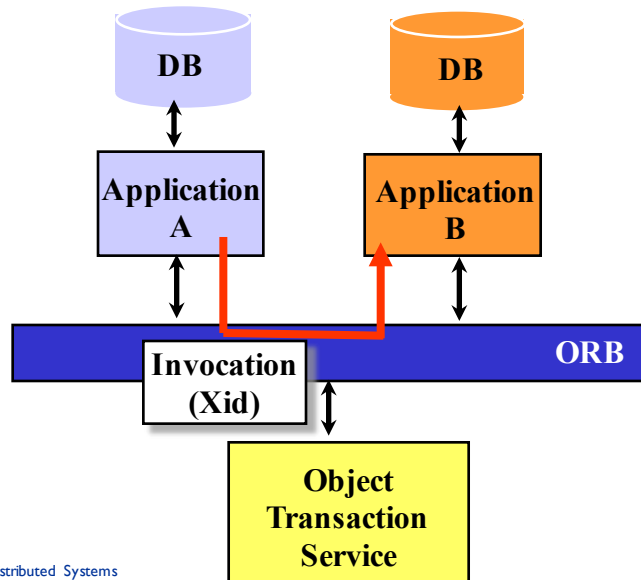 DB
DB
Application
A
Application
B
ORB
Invocation
(Xid)
Object
Transaction
Service
stributed Systems